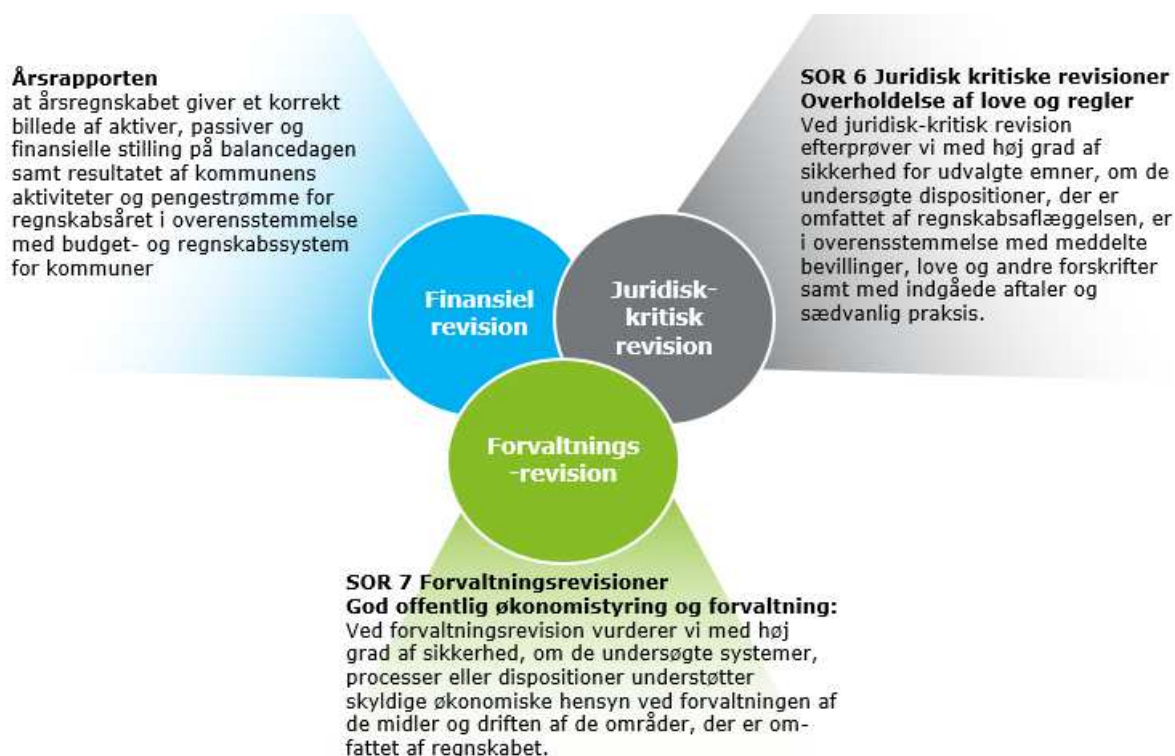 Årsrapporten
at årsregnskabet giver et korrekt
billede af aktiver, passiver og
finansielle stilling på balancedagen
samt resultatet af kommunens
aktiviteter og pengestrømme for
regnskabsåret i overensstemmelse
med budget- og regnskabssystem
for kommuner
SOR 6 Juridisk kritiske revisioner
Overholdelse af love og regler
Ved juridisk-kritisk revision
efterprøver vi med høj grad af
sikkerhed for udvalgte emner, om de
undersøgte dispositioner, der er
omfattet af regnskabsaflæggelsen, er
i overensstemmelse med meddelte
bevillinger, love og andre forskrifter
samt med indgåede aftaler og
sædvanlig praksis.
Finansiel
revision
Juridisk-
kritisk
revision
Forvaltnings
-revision
SOR 7 Forvaltningsrevisioner
God offentlig økonomistyring og forvaltning:
Ved forvaltningsrevision vurderer vi med høj
grad af sikkerhed, om de undersøgte systemer,
processer eller dispositioner understøtter
skyldige økonomiske hensyn ved forvaltningen af
de midler og driften af de områder, der er om-
fattet af regnskabet.